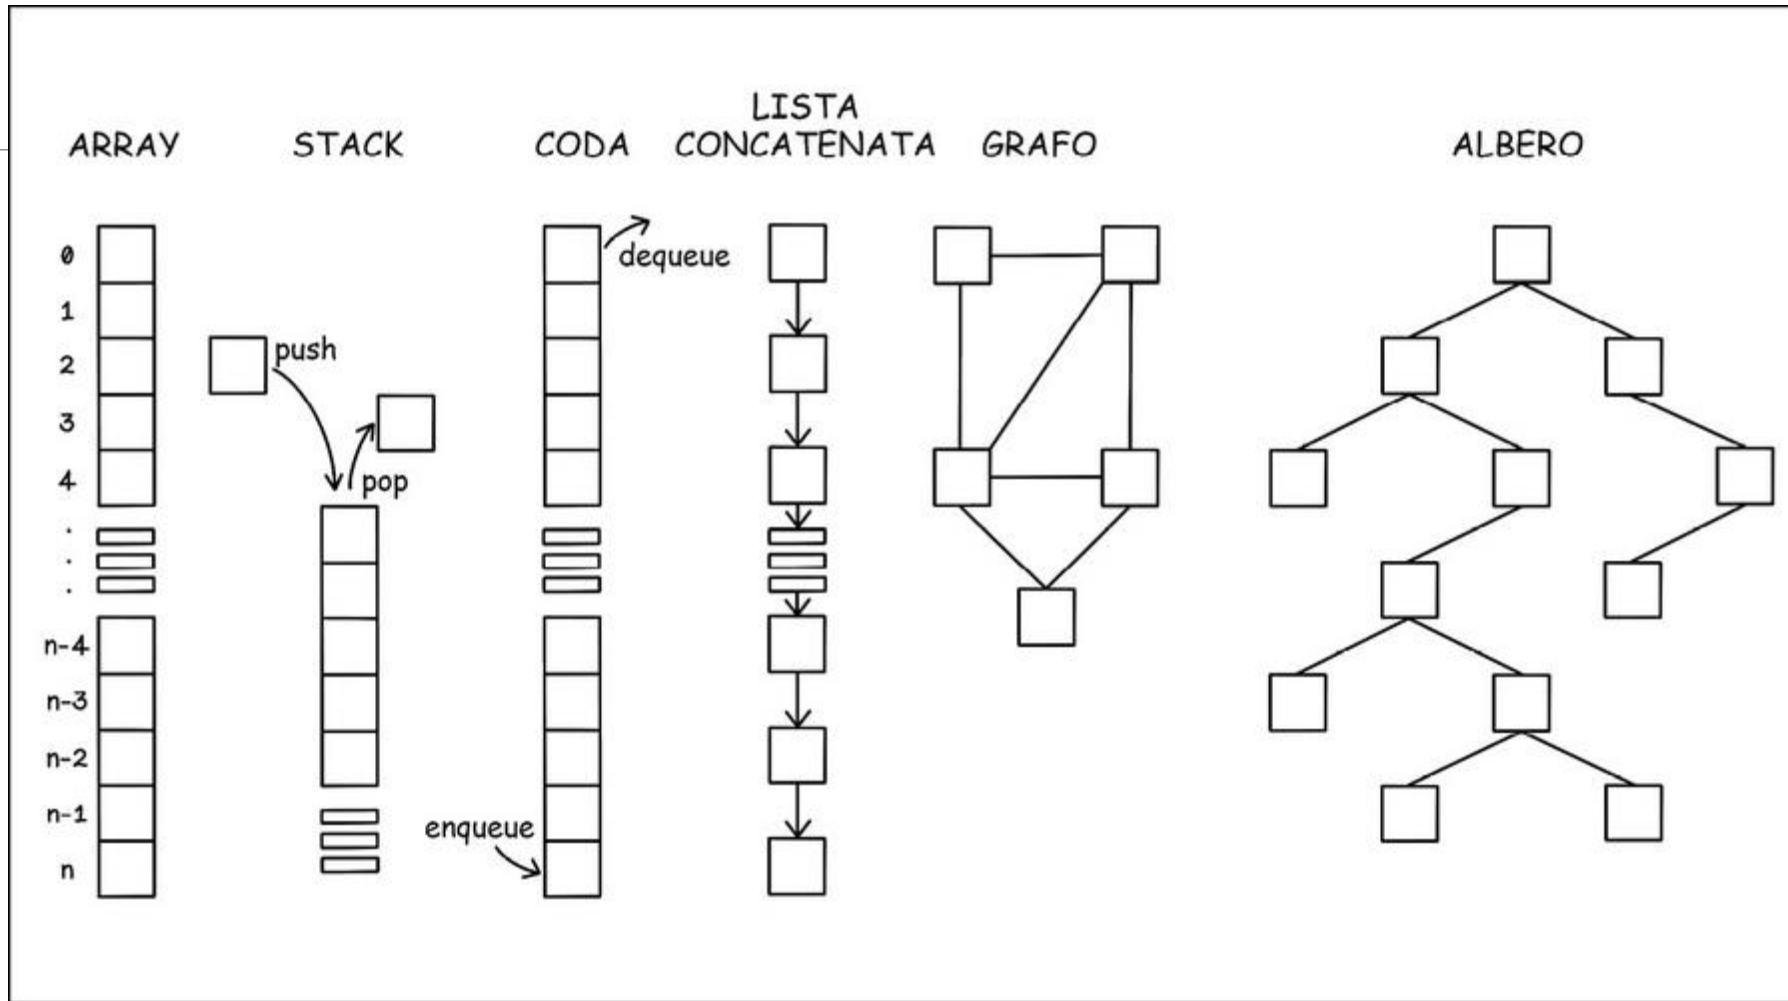 ARRAY
STACK
CODA
LISTA
CONCATENATA
GRAFO
ALBERO
0
1
2
3
4
.
.
.
n-4
n-3
n-2
n-1
n
push
pop
dequeue
enqueue